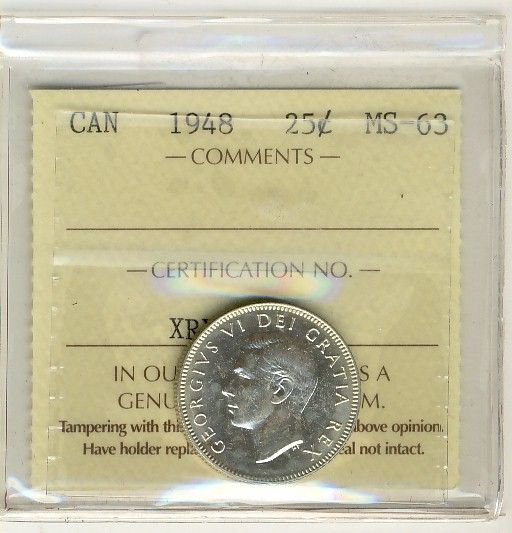 CAN 1948 25¢ MS-63
— COMMENTS —
— CERTIFICATION NO. —
GEORGIVS VI DEI GRATIA REX
IN A
M.
Tampering with above opinion.
Have holder not intact.